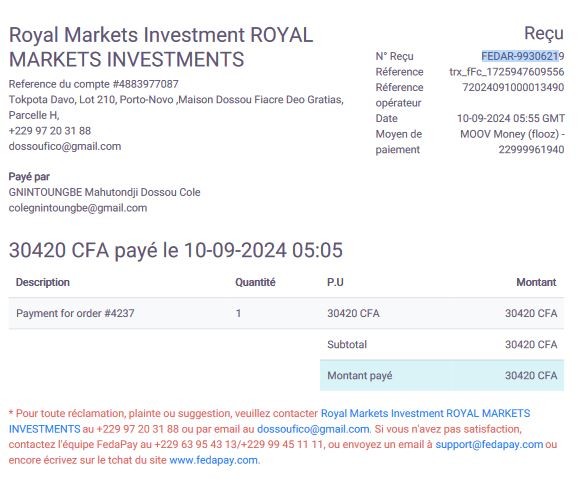 Royal Markets Investment ROYAL
MARKETS INVESTMENTS
Reference du compte #4883977087
Tokpota Davo, Lot 210, Porto-Novo ,Maison Dossou Fiacre Deo Gratias,
Parcelle H,
+229 97 20 31 88
dossoufico@gmail.com
Reçu
N° Reçu FEDAR-99306219
Réference trx_fFc_1725947609556
Réference opérateur 72024091000013490
Date 10-09-2024 05:55 GMT
Moyen de paiement MOOV Money (flooz) - 22999961940
Payé par
GNINTOUNGBE Mahutondji Dossou Cole
colegnintoungbe@gmail.com
30420 CFA payé le 10-09-2024 05:05
Description Quantité P.U Montant
Payment for order #4237 1 30420 CFA 30420 CFA
Subtotal 30420 CFA
Montant payé 30420 CFA
* Pour toute réclamation, plainte ou suggestion, veuillez contacter Royal Markets Investment ROYAL MARKETS
INVESTMENTS au +229 97 20 31 88 ou par email au dossoufico@gmail.com. Si vous n'avez pas satisfaction,
contactez l'équipe FedaPay au +229 63 95 43 13/+229 99 45 11 11, ou envoyez un email à support@fedapay.com ou
encore écrivez sur le tchat du site www.fedapay.com.